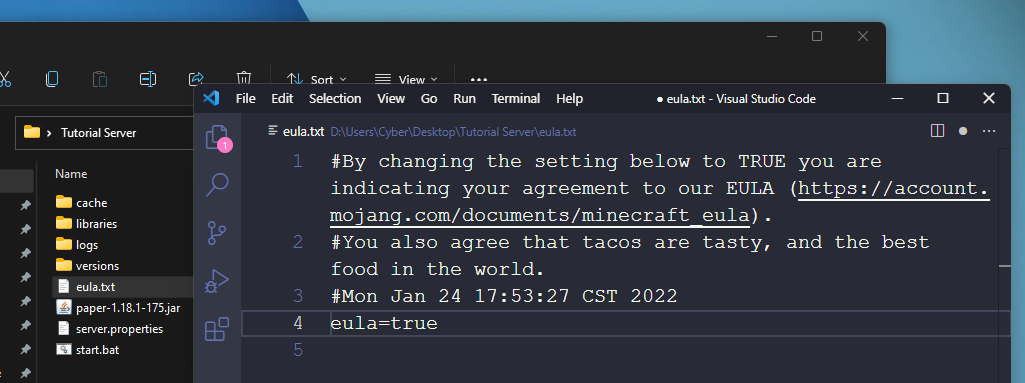 Sort
View
Tutorial Server
Name
cache
libraries
logs
versions
eula.txt
paper-1.18.1-175.jar
server.properties
start.bat
File Edit Selection View Go Run Terminal Help
● eula.txt - Visual Studio Code
eula.txt D:\Users\Cyber\Desktop\Tutorial Server\eula.txt
1
1 #By changing the setting below to TRUE you are
indicating your agreement to our EULA (https://account.
mojang.com/documents/minecraft_eula).
2 #You also agree that tacos are tasty, and the best
food in the world.
3 #Mon Jan 24 17:53:27 CST 2022
4 eula=true
5